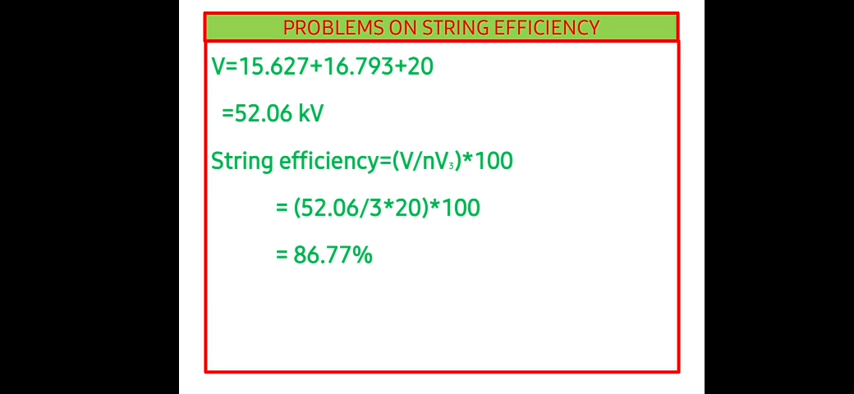 PROBLEMS ON STRING EFFICIENCY
V=15.627+16.793+20
=52.06 kV
String efficiency=(V/nV₃)*100
= (52.06/3*20)*100
= 86.77%